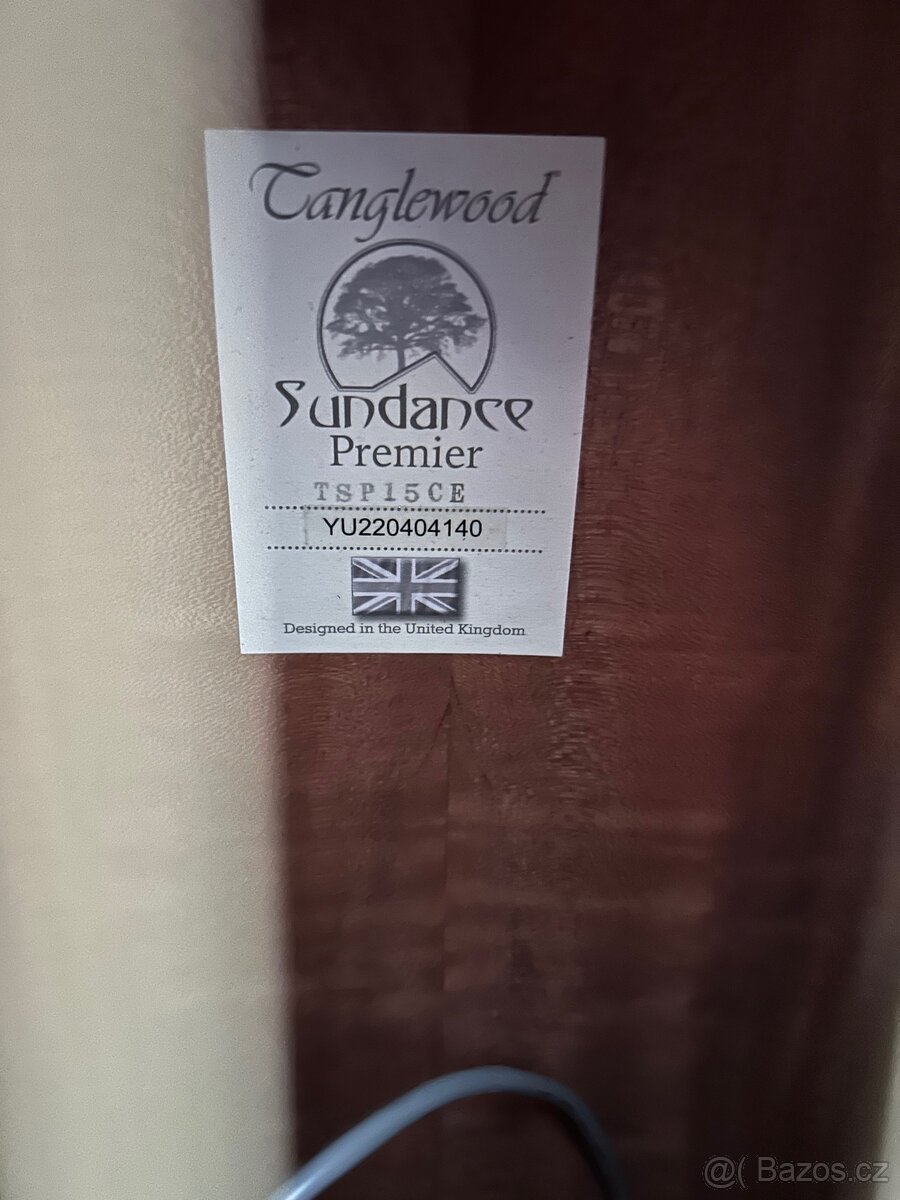 Tanglewood
Sundance
Premier
TSP15CE
YU220404140
Designed in the United Kingdom
@( Bazos.cz